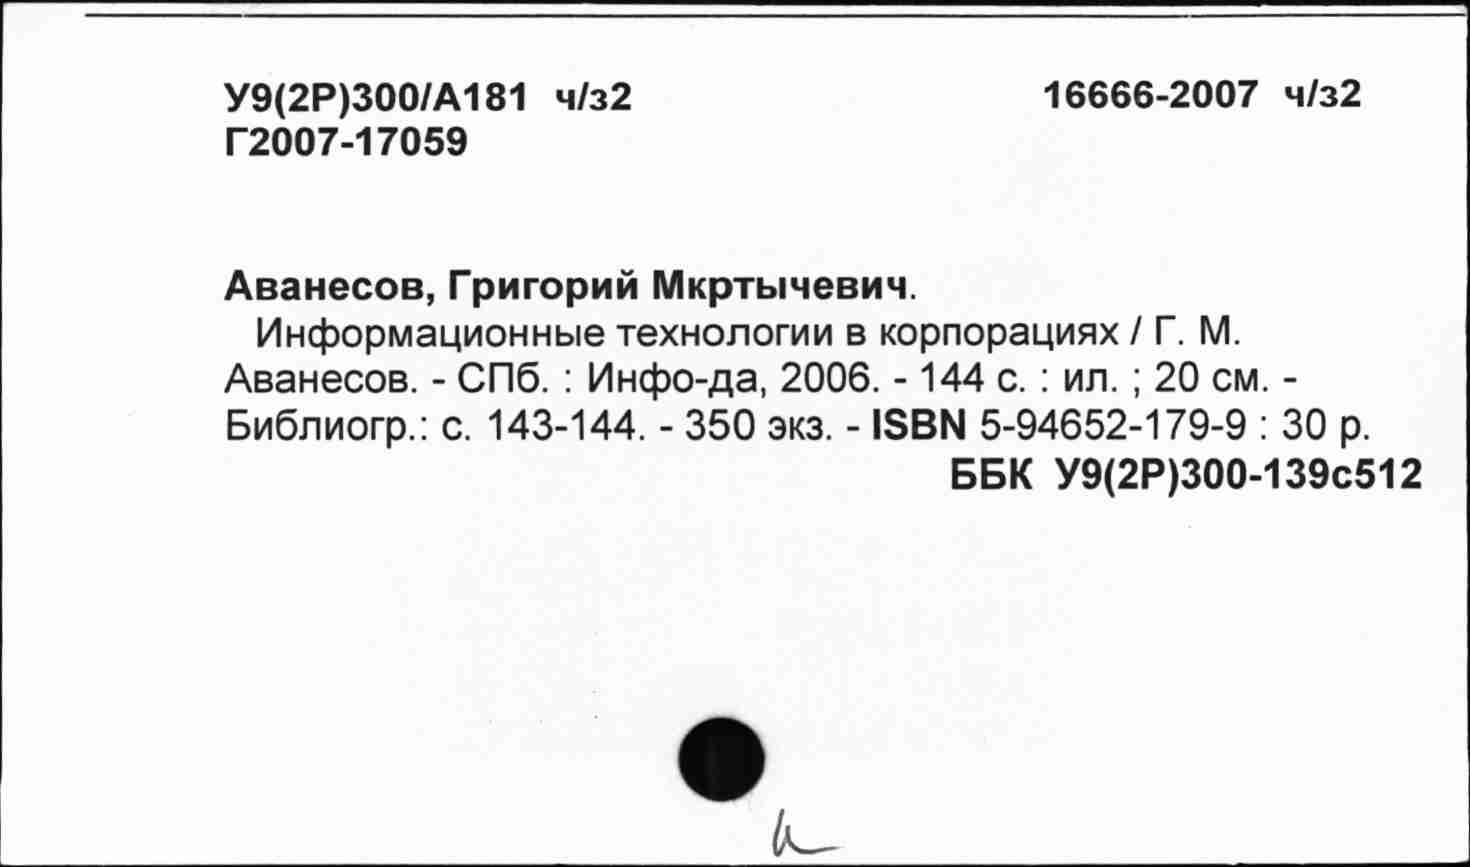 У9(2Р)300/А181 ч/з2 16666-2007 ч/з2
Г2007-17059
Аванесов, Григорий Мкртычевич.
Информационные технологии в корпорациях / Г. М.
Аванесов. - СПб. : Инфо-да, 2006. - 144 с. : ил. ; 20 см. -
Библиогр.: с. 143-144. - 350 экз. - ISBN 5-94652-179-9 : 30 р.
ББК У9(2Р)300-139с512